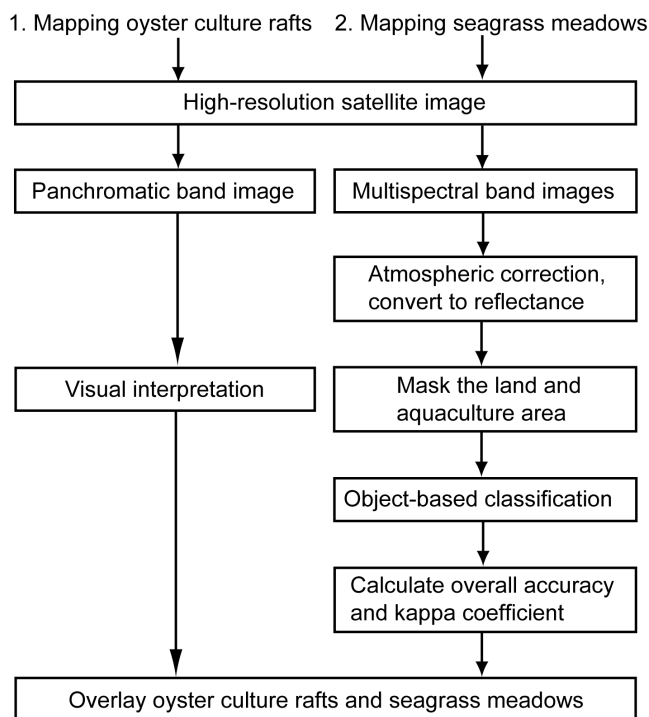 1. Mapping oyster culture rafts
2. Mapping seagrass meadows
High-resolution satellite image
Panchromatic band image
Multispectral band images
Atmospheric correction,
convert to reflectance
Visual interpretation
Mask the land and
aquaculture area
Object-based classification
Calculate overall accuracy
and kappa coefficient
Overlay oyster culture rafts and seagrass meadows